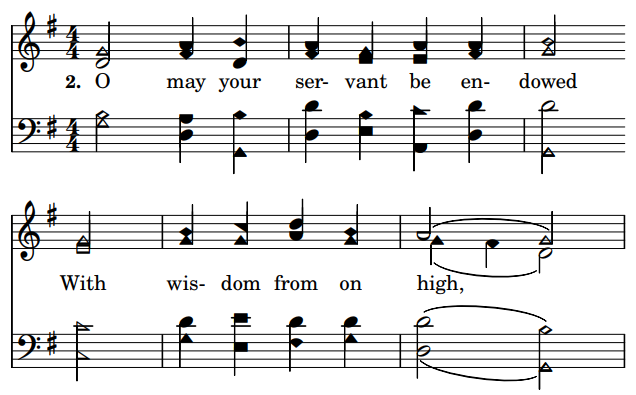 2. O may your ser- vant be en- dowed
With wis- dom from on high,